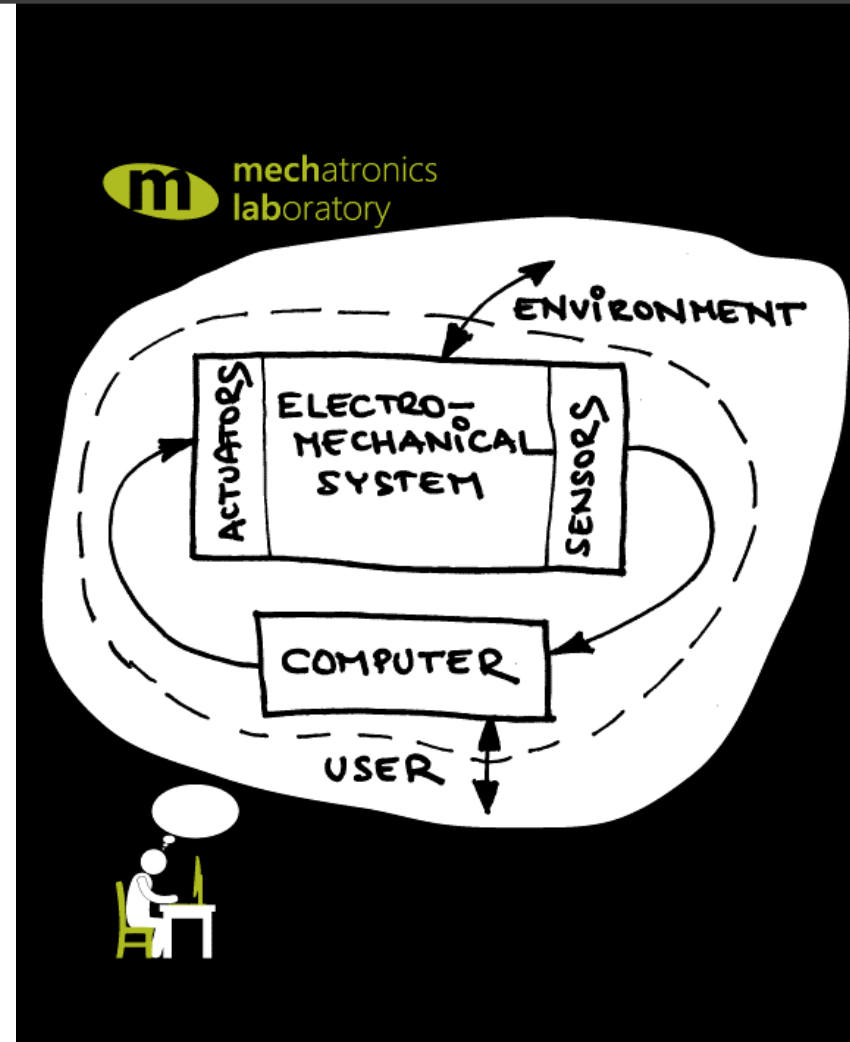 m
mechatronics
laboratory
ENVIRONMENT
ACTUATORS
ELECTRO-
MECHANICAL
SYSTEM
SENSORS
COMPUTER
USER